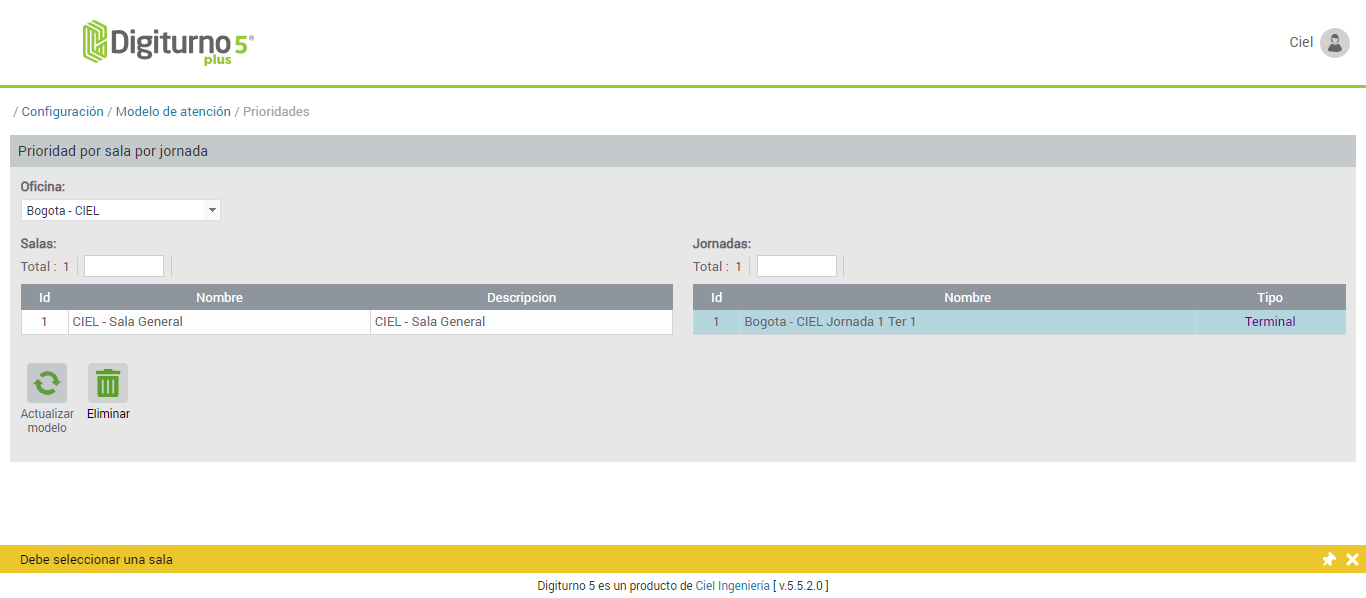 Digiturno 5®
plus
Ciel
/ Configuración / Modelo de atención / Prioridades
Prioridad por sala por jornada
Oficina:
Bogota - CIEL
Salas:
Total : 1
Id Nombre Descripcion
1 CIEL - Sala General CIEL - Sala General
Jornadas:
Total : 1
Id Nombre Tipo
1 Bogota - CIEL Jornada 1 Ter 1 Terminal
Actualizar
modelo
Eliminar
Debe seleccionar una sala
Digiturno 5 es un producto de Ciel Ingeniería [ v.5.5.2.0 ]